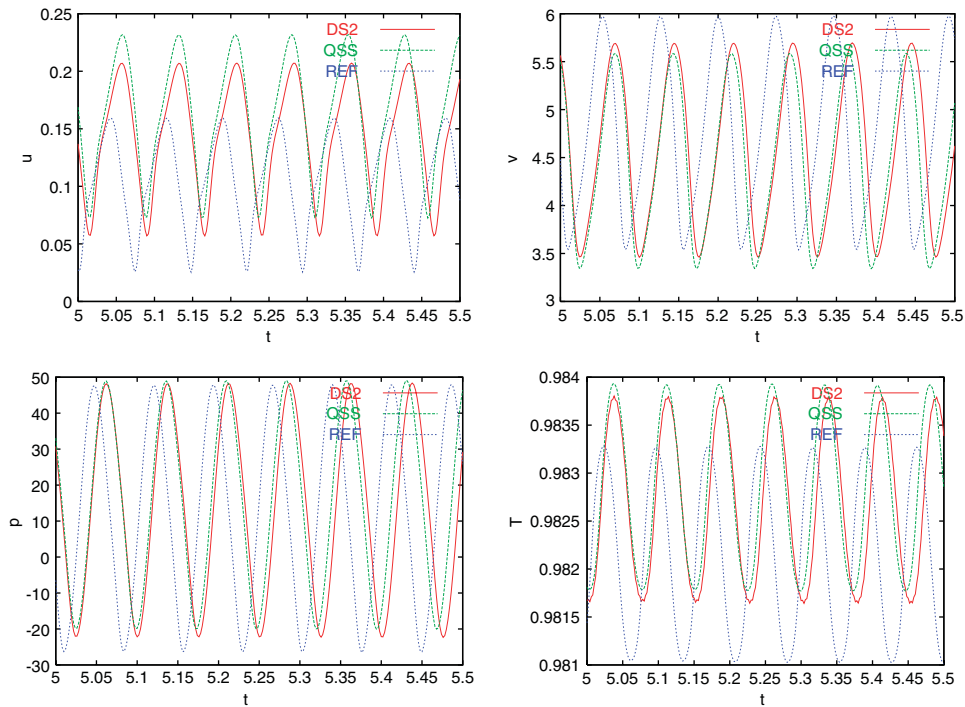 0.25
0.2
0.15
0.1
0.05
0
u
5 5.05 5.1 5.15 5.2 5.25 5.3 5.35 5.4 5.45 5.5
t
DS2
QSS
REF
6
5.5
5
4.5
4
3.5
3
v
5 5.05 5.1 5.15 5.2 5.25 5.3 5.35 5.4 5.45 5.5
t
DS2
QSS
REF
50
40
30
20
10
0
-10
-20
-30
p
5 5.05 5.1 5.15 5.2 5.25 5.3 5.35 5.4 5.45 5.5
t
DS2
QSS
REF
0.984
0.9835
0.983
0.9825
0.982
0.9815
0.981
T
5 5.05 5.1 5.15 5.2 5.25 5.3 5.35 5.4 5.45 5.5
t
DS2
QSS
REF